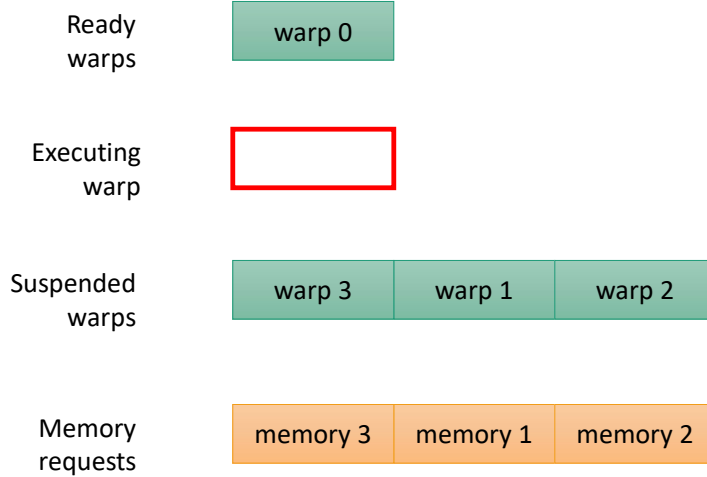 Ready
warps
warp 0
Executing
warp
Suspended
warps
warp 3 warp 1 warp 2
Memory
requests
memory 3 memory 1 memory 2